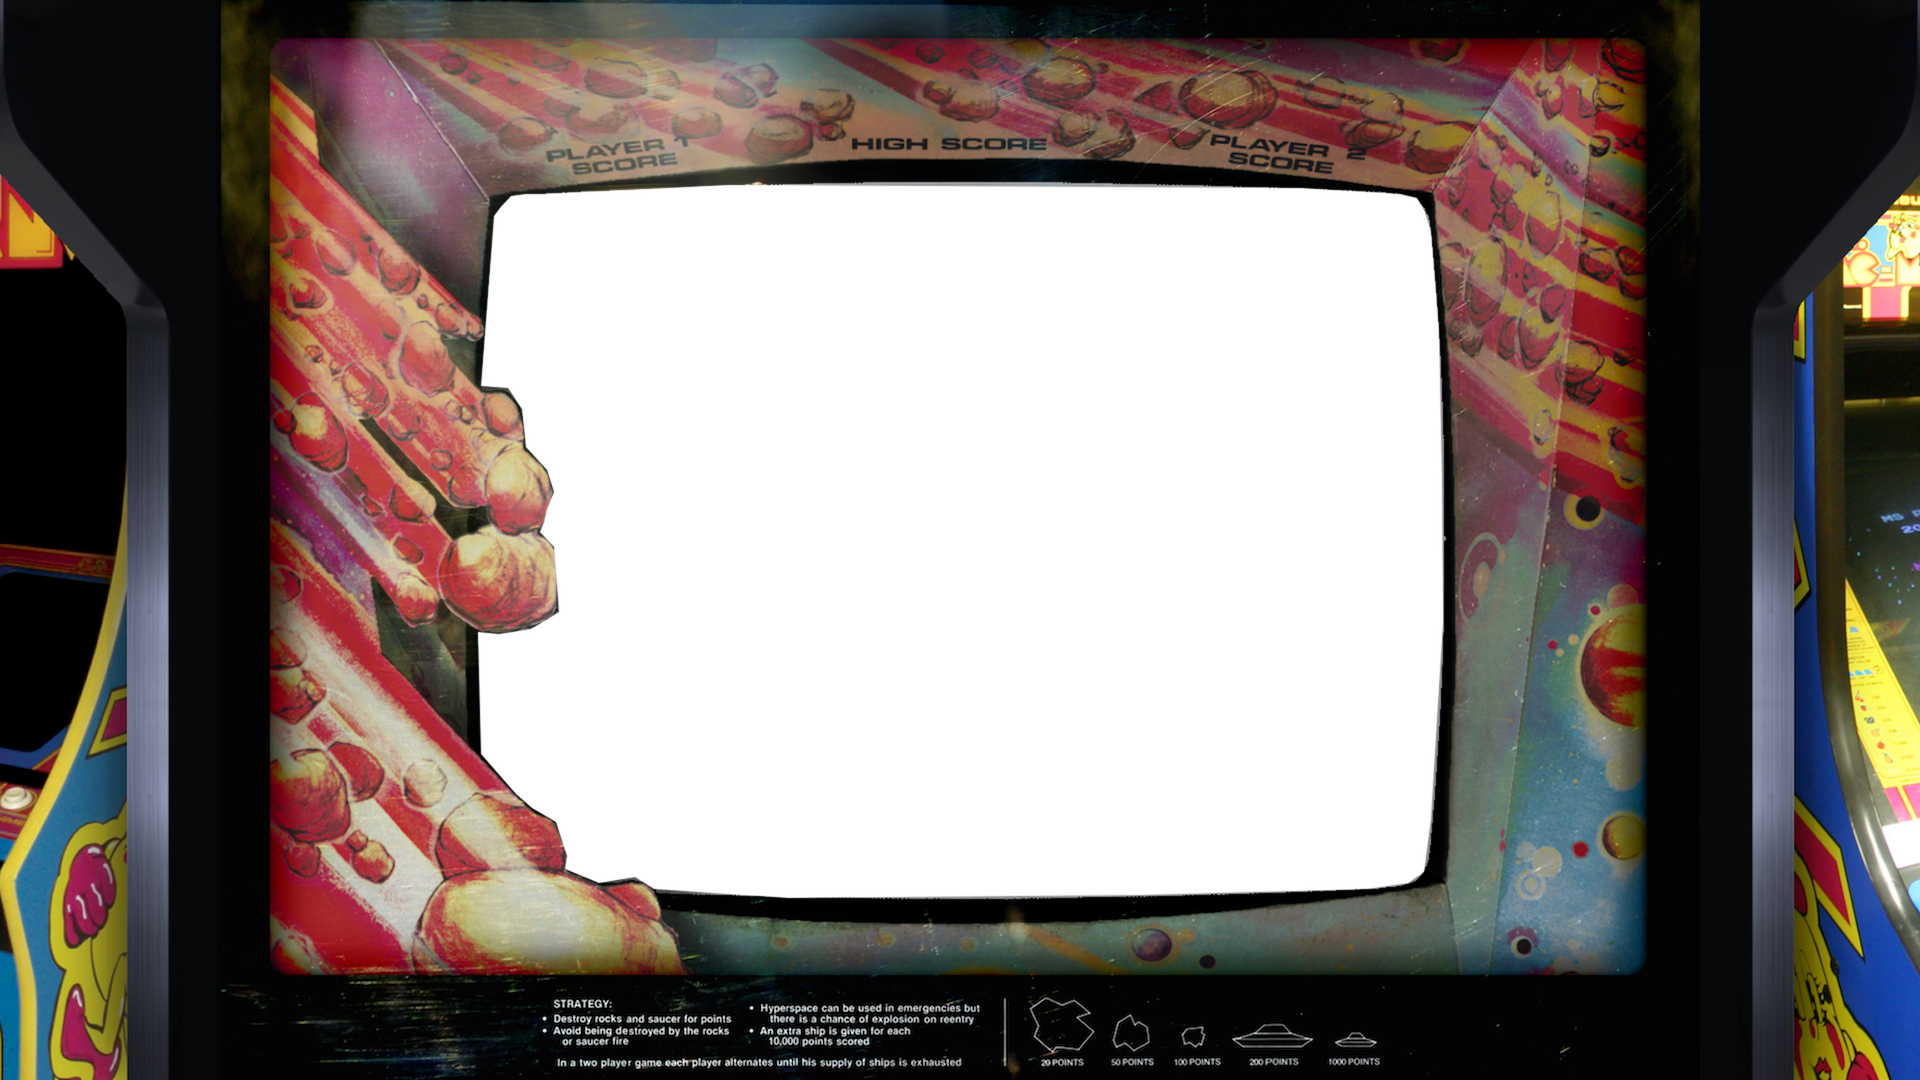 PLAYER 1
SCORE
HIGH SCORE
PLAYER 2
SCORE
STRATEGY:
• Destroy rocks and saucer for points
• Avoid being destroyed by the rocks
or saucer fire
• Hyperspace can be used in emergencies but
there is a chance of explosion on reentry
• An extra ship is given for each
10,000 points scored
In a two player game each player alternates until his supply of ships is exhausted
20 POINTS
50 POINTS
100 POINTS
200 POINTS
1000 POINTS